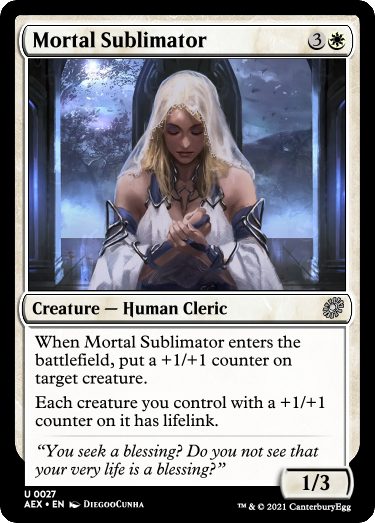 Mortal Sublimator 3
Creature — Human Cleric
When Mortal Sublimator enters the
battlefield, put a +1/+1 counter on
target creature.
Each creature you control with a +1/+1
counter on it has lifelink.
“You seek a blessing? Do you not see that
your very life is a blessing?”
1/3
U 0027
AEX • EN DiegooCunha
™ & © 2021 CanterburyEgg